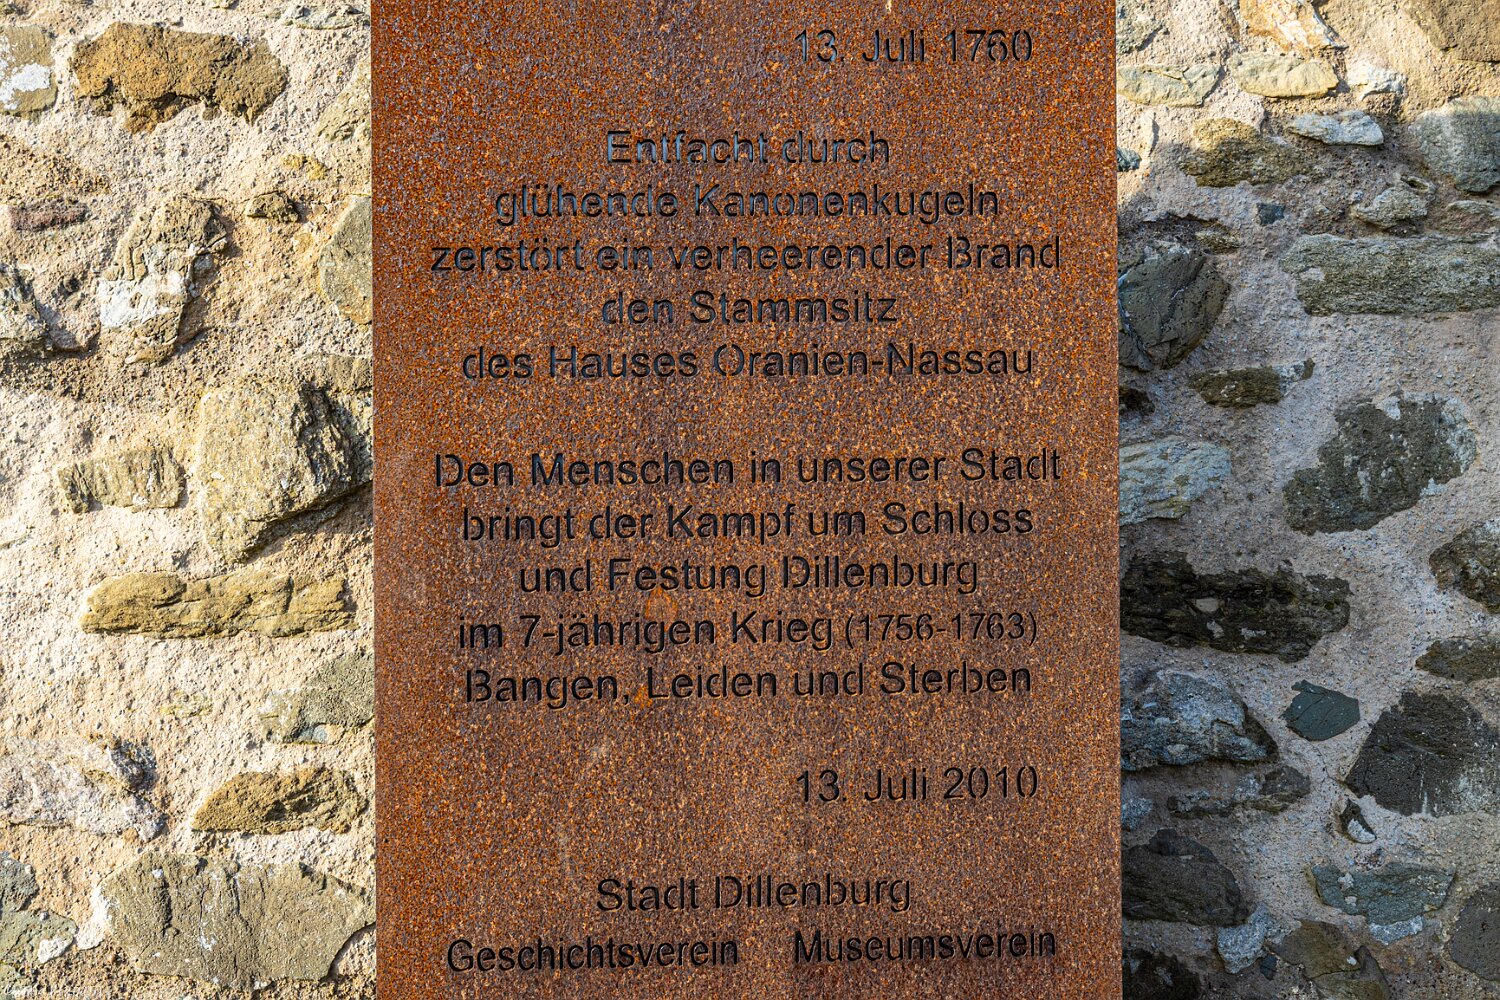 13. Juli 1760
Entfacht durch
glühende Kanonenkugeln
zerstört ein verheerender Brand
den Stammsitz
des Hauses Oranien-Nassau
Den Menschen in unserer Stadt
bringt der Kampf um Schloss
und Festung Dillenburg
im 7-jährigen Krieg (1756-1763)
Bangen, Leiden und Sterben
13. Juli 2010
Stadt Dillenburg
Geschichtsverein Museumsverein